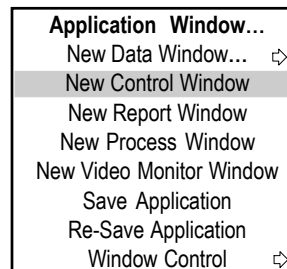 Application Window...
New Data Window...
New Control Window
New Report Window
New Process Window
New Video Monitor Window
Save Application
Re-Save Application
Window Control